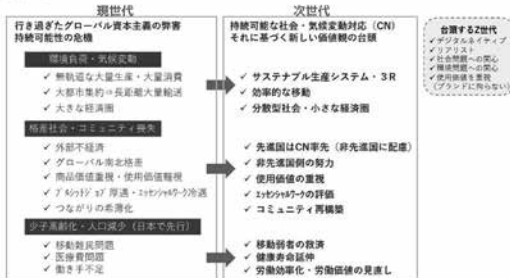 現世代
行き過ぎたグローバル資本主義の弊害
持続可能性の危機
環境負荷・気候変動
✓ 無軌道な大量生産・大量消費
✓ 大都市集約⇒長距離大量輸送
✓ 大きな経済圏
格差社会・コミュニティ喪失
✓ 外部不経済
✓ グローバル南北格差
✓ 商品価値重視・使用価値軽視
✓ ブルシットジョブ厚遇・エッセンシャルワーク冷遇
✓ つながりの希薄化
少子高齢化・人口減少（日本で先行）
✓ 移動難民問題
✓ 医療費問題
✓ 働き手不足
次世代
持続可能な社会・気候変動対応（CN）
それに基づく新しい価値観の台頭
✓ サステナブル生産システム・３R
✓ 効率的な移動
✓ 分散型社会・小さな経済圏
✓ 先進国はCN率先（非先進国に配慮）
✓ 非先進国側の努力
✓ 使用価値の重視
✓ エッセンシャルワークの評価
✓ コミュニティ再構築
✓ 移動弱者の救済
✓ 健康寿命延伸
✓ 労働効率化・労働価値の見直し
台頭するZ世代
✓ デジタルネイティブ
✓ リアリスト
✓ 社会問題への関心
✓ 環境問題への関心
✓ 使用価値を重視
（ブランドに拘らない）